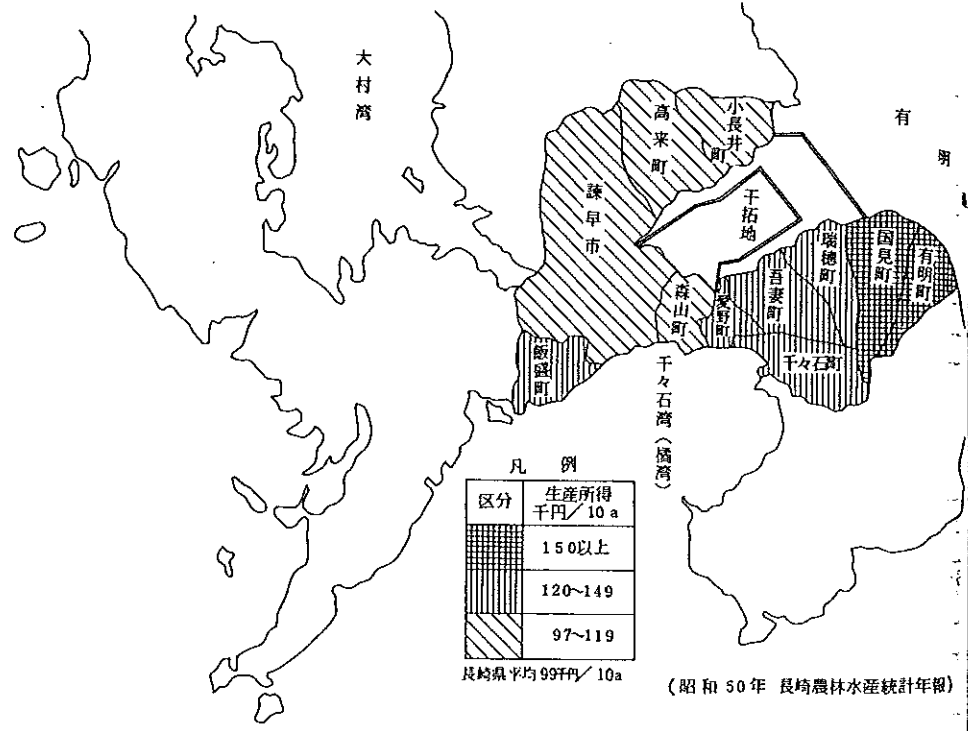 大村湾
有明
小長井町
高来町
諫早市
干拓地
国見町
有明町
瑞穂町
吾妻町
愛野町
森山町
千々石町
飯盛町
千々石湾(橘湾)
凡例
区分 生産所得 千円/10a
150以上
120~149
97~119
長崎県平均99千円/10a
(昭和50年 長崎農林水産統計年報)